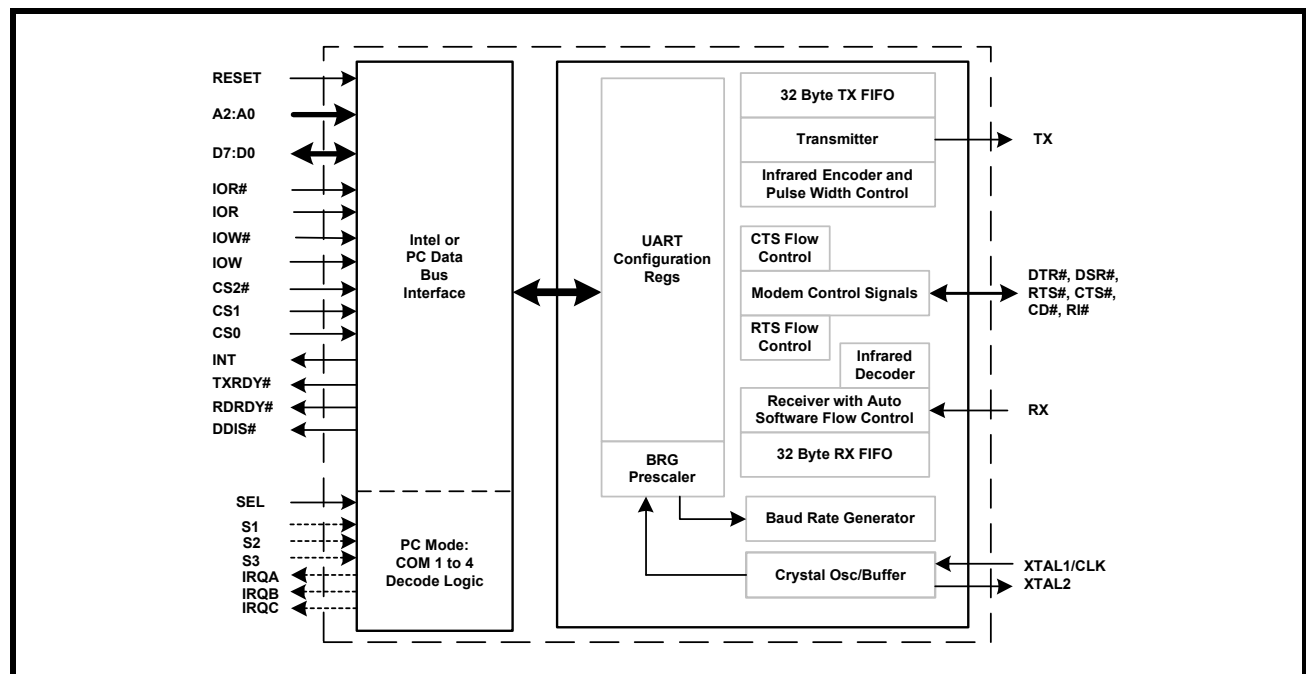 RESET
A2:A0
D7:D0
IOR#
IOR
IOW#
IOW
CS2#
CS1
CS0
INT
TXRDY#
RDRDY#
DDIS#
SEL
S1
S2
S3
IRQA
IRQB
IRQC
Intel or
PC Data
Bus
Interface
PC Mode:
COM 1 to 4
Decode Logic
UART
Configuration
Regs
BRG
Prescaler
32 Byte TX FIFO
Transmitter
Infrared Encoder and
Pulse Width Control
CTS Flow
Control
Modem Control Signals
RTS Flow
Control
Infrared
Decoder
Receiver with Auto
Software Flow Control
32 Byte RX FIFO
Baud Rate Generator
Crystal Osc/Buffer
TX
DTR#, DSR#,
RTS#, CTS#,
CD#, RI#
RX
XTAL1/CLK
XTAL2